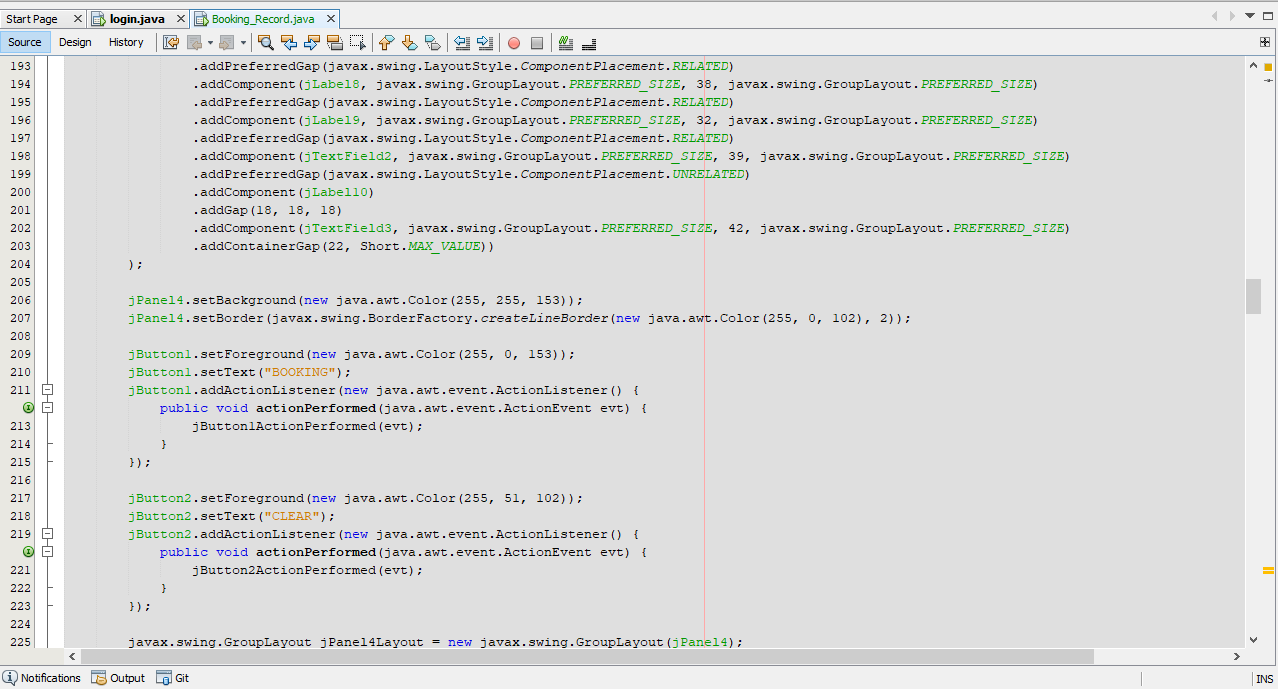 Start Page login.java Booking_Record.java
Source Design History
193 .addPreferredGap(javax.swing.LayoutStyle.ComponentPlacement.RELATED)
194 .addComponent(jLabel8, javax.swing.GroupLayout.PREFERRED_SIZE, 38, javax.swing.GroupLayout.PREFERRED_SIZE)
195 .addPreferredGap(javax.swing.LayoutStyle.ComponentPlacement.RELATED)
196 .addComponent(jLabel9, javax.swing.GroupLayout.PREFERRED_SIZE, 32, javax.swing.GroupLayout.PREFERRED_SIZE)
197 .addPreferredGap(javax.swing.LayoutStyle.ComponentPlacement.RELATED)
198 .addComponent(jTextField2, javax.swing.GroupLayout.PREFERRED_SIZE, 39, javax.swing.GroupLayout.PREFERRED_SIZE)
199 .addPreferredGap(javax.swing.LayoutStyle.ComponentPlacement.UNRELATED)
200 .addComponent(jLabel10)
201 .addGap(18, 18, 18)
202 .addComponent(jTextField3, javax.swing.GroupLayout.PREFERRED_SIZE, 42, javax.swing.GroupLayout.PREFERRED_SIZE)
203 .addContainerGap(22, Short.MAX_VALUE))
204 );
205
206 jPanel4.setBackground(new java.awt.Color(255, 255, 153));
207 jPanel4.setBorder(javax.swing.BorderFactory.createLineBorder(new java.awt.Color(255, 0, 102), 2));
208
209 jButton1.setForeground(new java.awt.Color(255, 0, 153));
210 jButton1.setText("BOOKING");
211 jButton1.addActionListener(new java.awt.event.ActionListener() {
public void actionPerformed(java.awt.event.ActionEvent evt) {
213 jButton1ActionPerformed(evt);
214 }
215 });
216
217 jButton2.setForeground(new java.awt.Color(255, 51, 102));
218 jButton2.setText("CLEAR");
219 jButton2.addActionListener(new java.awt.event.ActionListener() {
public void actionPerformed(java.awt.event.ActionEvent evt) {
221 jButton2ActionPerformed(evt);
222 }
223 });
224
225 javax.swing.GroupLayout jPanel4Layout = new javax.swing.GroupLayout(jPanel4);
Notifications Output Git INS